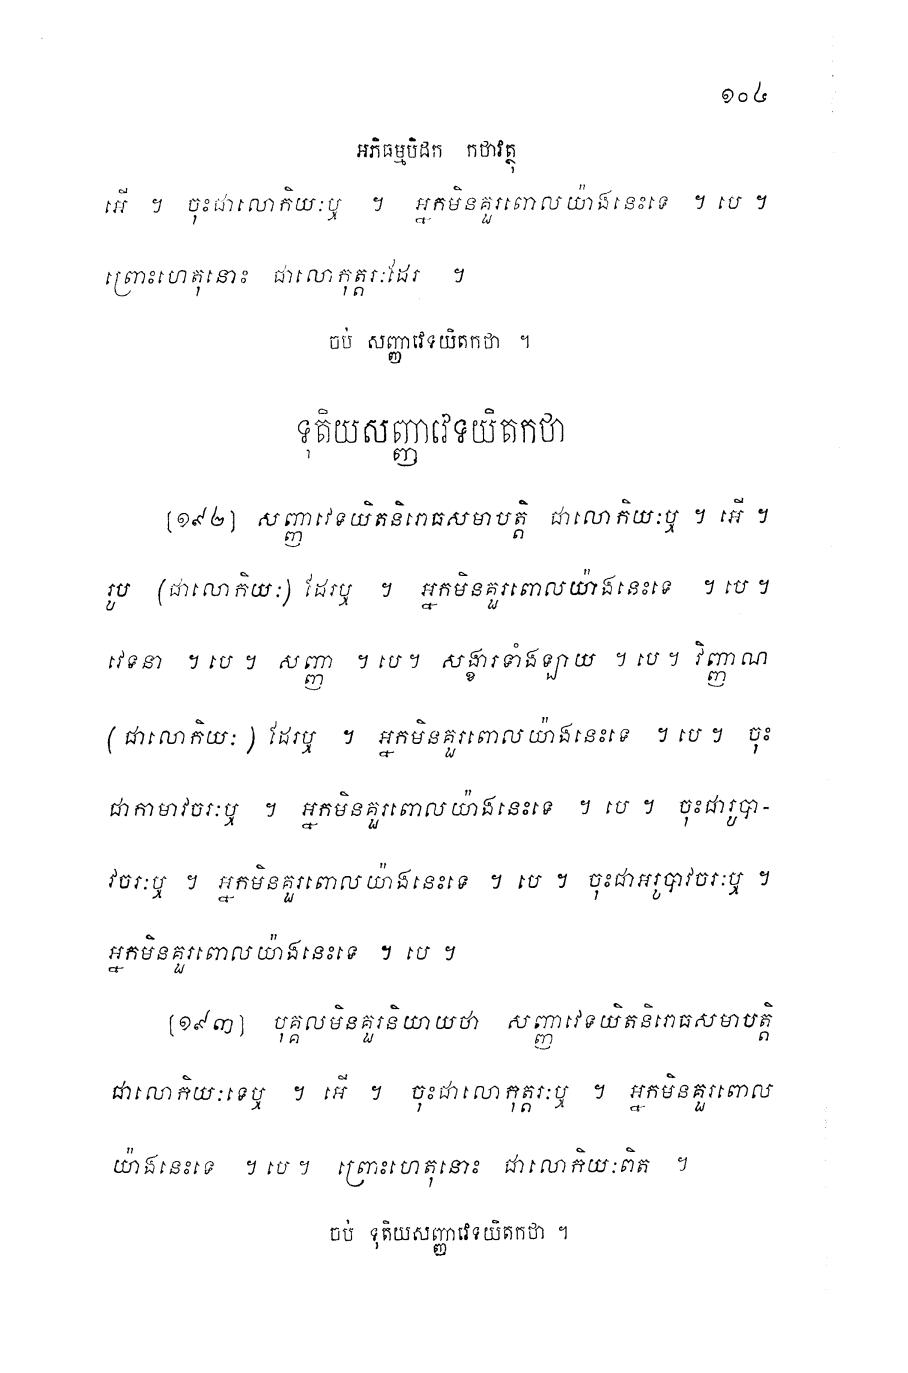 ១០៤
អភិធម្មបិដក កថាវត្ថុ
អើ ។ ចុះជាលោកិយៈឬ ។ អ្នកមិនគួរពោលយ៉ាងនេះទេ ។ បេ ។
ព្រោះហេតុនោះ ជាលោកុត្តរៈដែរ ។
ចប់ សញ្ញាវេទយិតកថា ។
ទុតិយសញ្ញាវេទយិតកថា
[១៩២] សញ្ញាវេទយិតនិរោធសមាបត្តិ ជាលោកិយៈឬ ។ អើ ។
រូប (ជាលោកិយៈ) ដែរឬ ។ អ្នកមិនគួរពោលយ៉ាងនេះទេ ។ បេ ។
វេទនា ។ បេ ។ សញ្ញា ។ បេ។ សង្ខារទាំងឡាយ ។ បេ ។ វិញ្ញាណ
(ជាលោកិយៈ) ដែរឬ ។ អ្នកមិនគួរពោលយ៉ាងនេះទេ ។ បេ ។ ចុះ
ជាកាមាវចរៈឬ ។ អ្នកមិនគួរពោលយ៉ាងនេះទេ ។ បេ ។ ចុះជារូបា-
វចរៈឬ ។ អ្នកមិនគួរពោលយ៉ាងនេះទេ ។ បេ ។ ចុះជាអរូបាវចរៈឬ ។
អ្នកមិនគួរពោលយ៉ាងនេះទេ ។ បេ ។
[១៩៣] បុគ្គលមិនគួរនិយាយថា សញ្ញាវេទយិតនិរោធសមាបត្តិ
ជាលោកិយៈទេឬ ។ អើ ។ ចុះជាលោកុត្តរៈឬ ។ អ្នកមិនគួរពោល
យ៉ាងនេះទេ ។ បេ ។ ព្រោះហេតុនោះ ជាលោកិយៈពិត ។
ចប់ ទុតិយសញ្ញាវេទយិតកថា ។